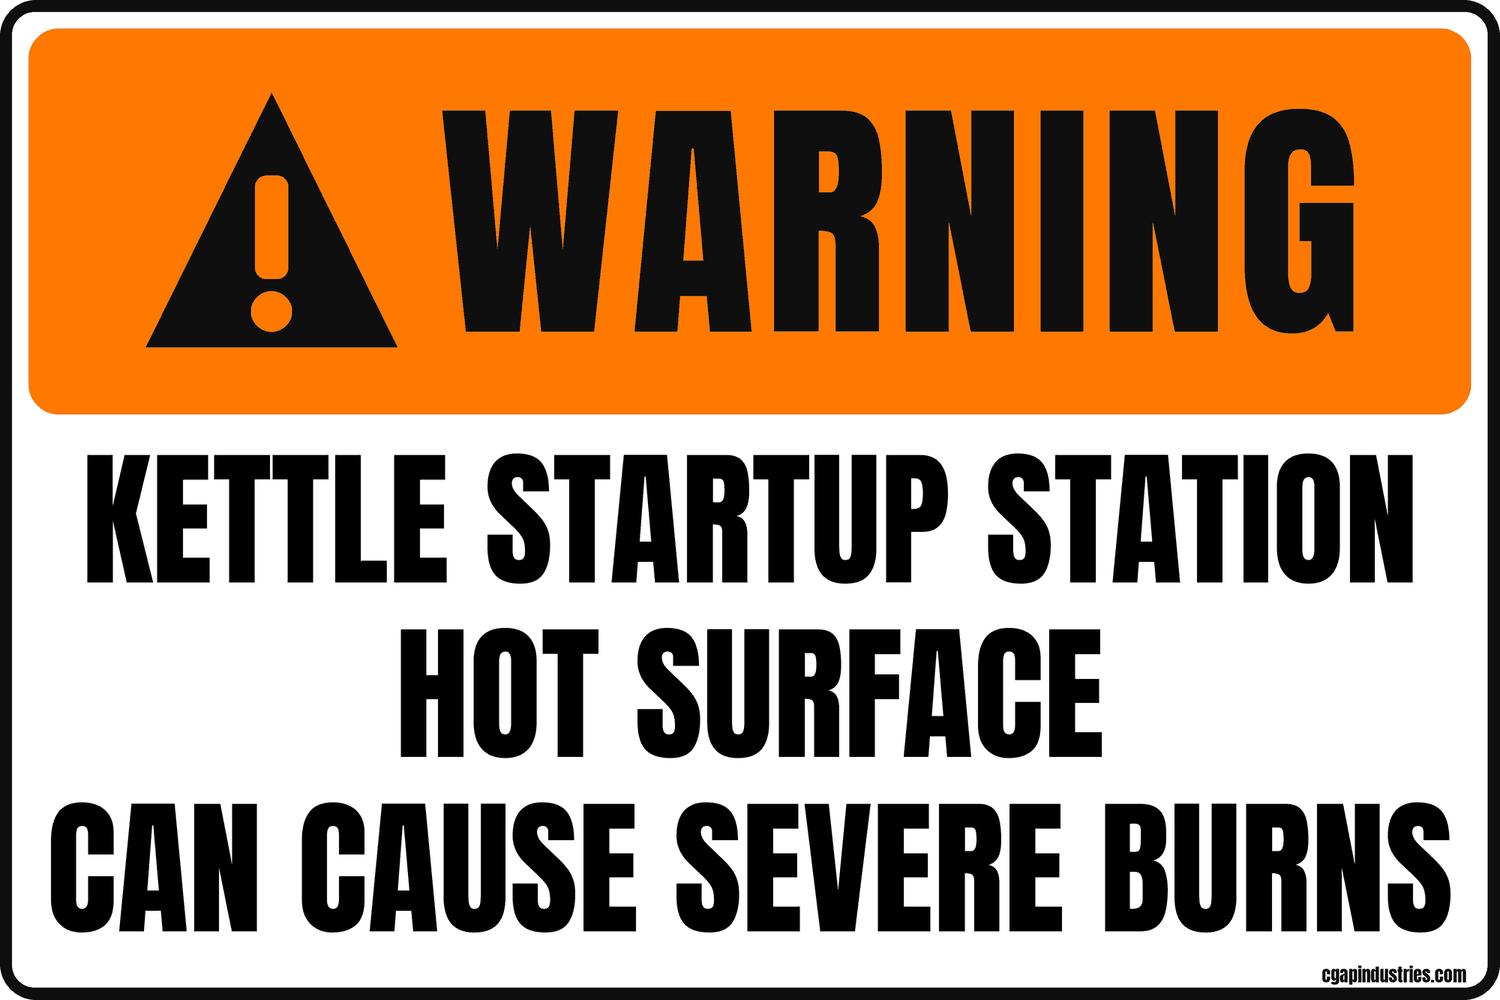 WARNING
KETTLE STARTUP STATION
HOT SURFACE
CAN CAUSE SEVERE BURNS
cgapindustries.com